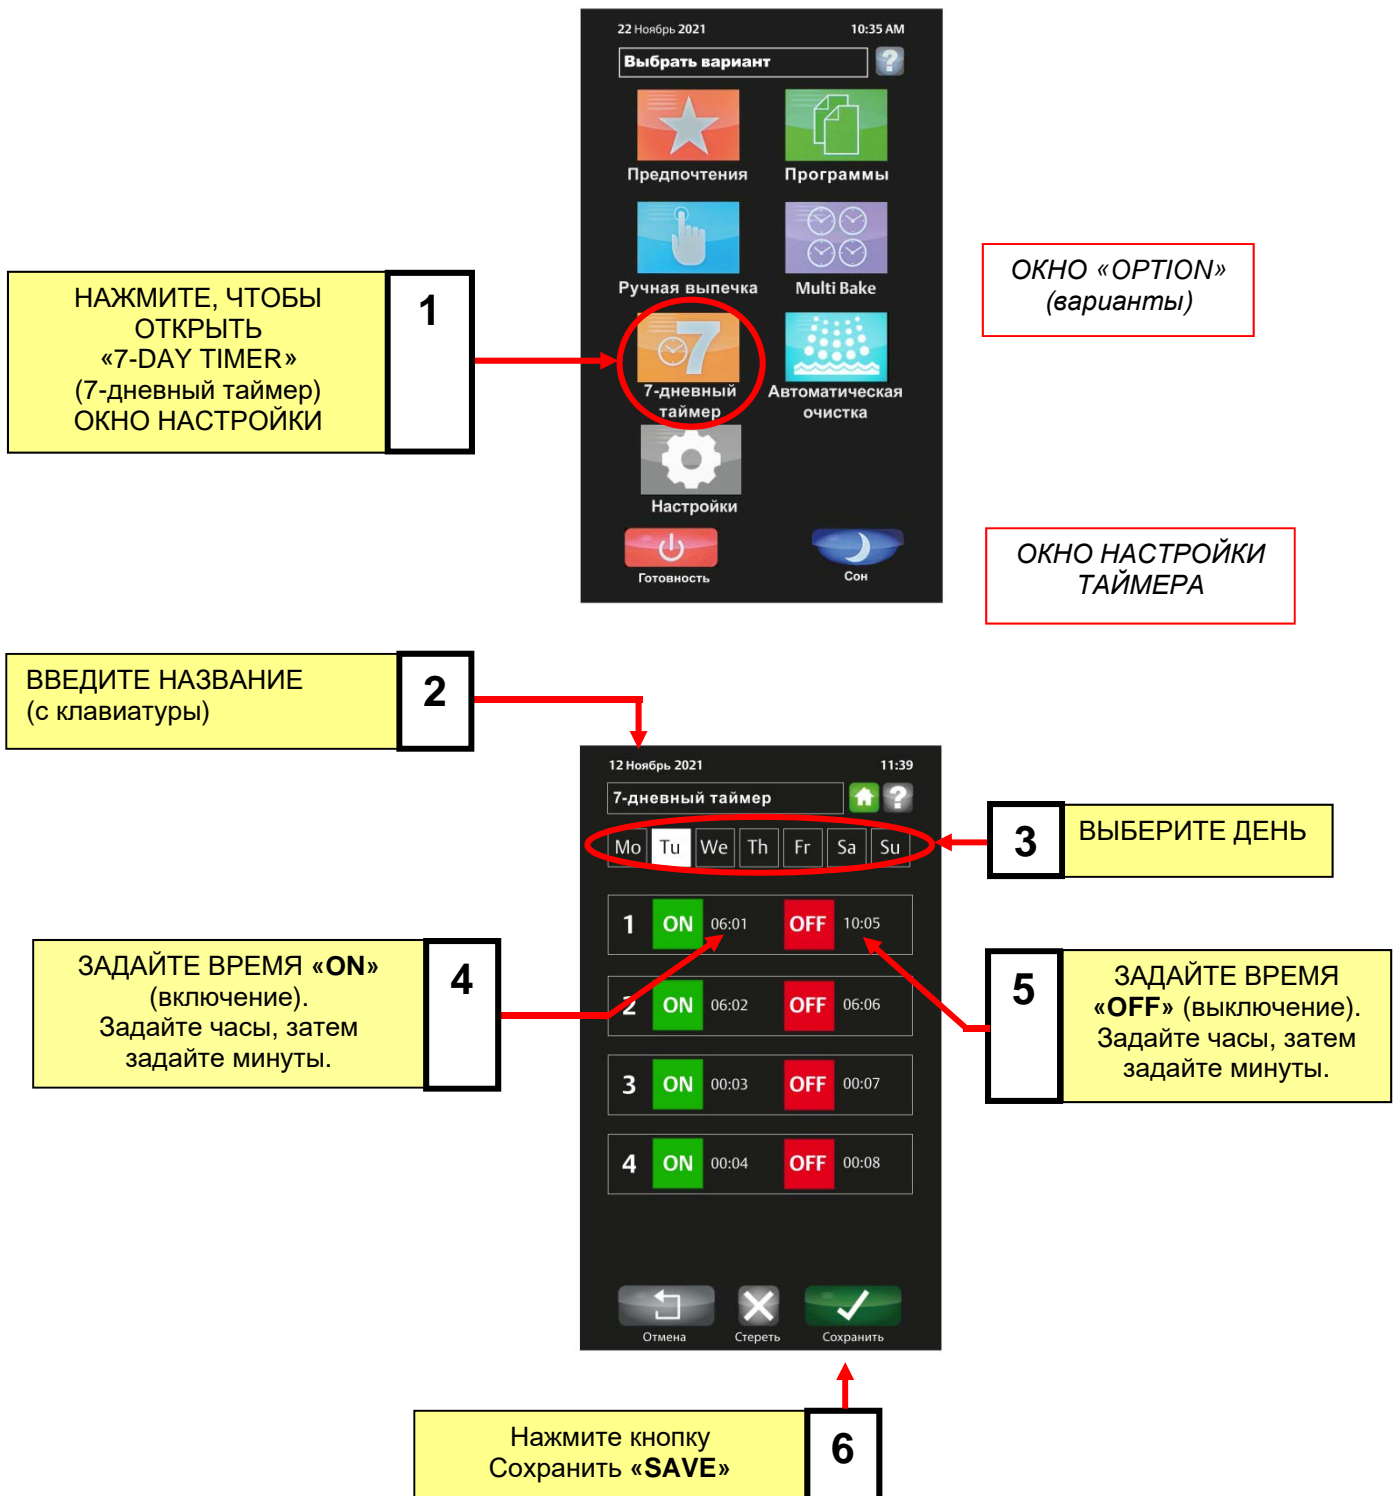 22 Ноябрь 2021 10:35 AM
Выбрать вариант ?
Предпочтения Программы
Ручная выпечка Multi Bake
7
7-дневный
таймер
Автоматическая
очистка
Настройки
Готовность Сон
НАЖМИТЕ, ЧТОБЫ
ОТКРЫТЬ
«7-DAY TIMER»
(7-дневный таймер)
ОКНО НАСТРОЙКИ
1
ОКНО «OPTION»
(варианты)
ОКНО НАСТРОЙКИ
ТАЙМЕРА
ВВЕДИТЕ НАЗВАНИЕ
(с клавиатуры)
2
12 Ноябрь 2021 11:39
7-дневный таймер ?
Mo Tu We Th Fr Sa Su
3
ВЫБЕРИТЕ ДЕНЬ
1 ON 06:01 OFF 10:05
2 ON 06:02 OFF 06:06
3 ON 00:03 OFF 00:07
4 ON 00:04 OFF 00:08
ЗАДАЙТЕ ВРЕМЯ «ON»
(включение).
Задайте часы, затем
задайте минуты.
4
5
ЗАДАЙТЕ ВРЕМЯ
«OFF» (выключение).
Задайте часы, затем
задайте минуты.
Отмена Стереть Сохранить
Нажмите кнопку
Сохранить «SAVE»
6